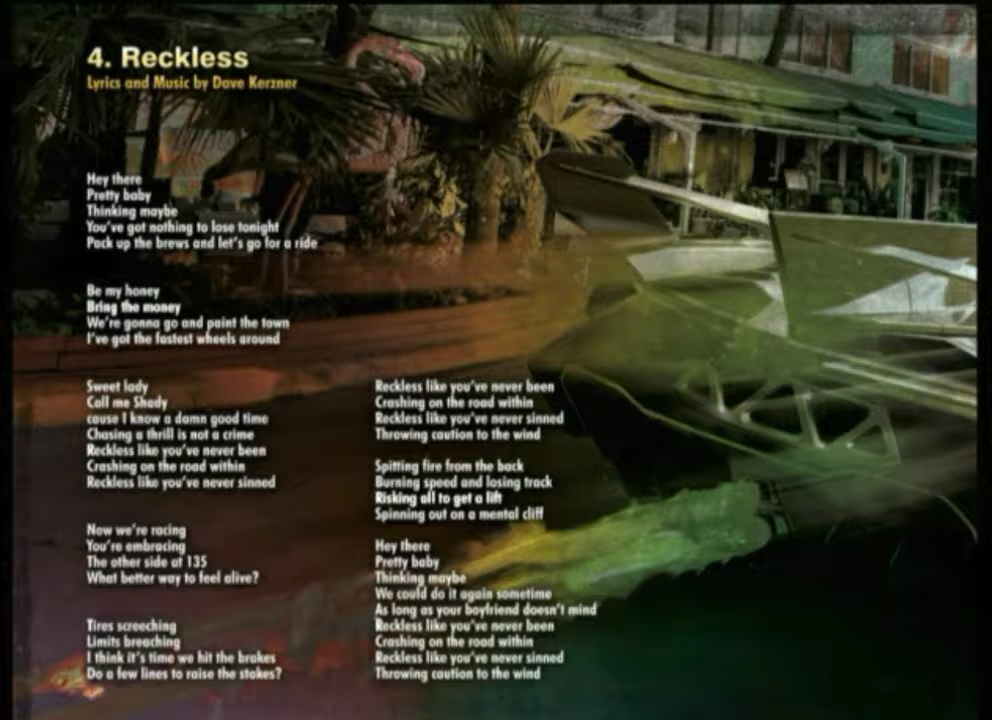 4. Reckless
Lyrics and Music by Dave Kerzner
Hey there
Pretty baby
Thinking maybe
You've got nothing to lose tonight
Pack up the brews and let's go for a ride
Be my honey
Bring the money
We're gonna go and paint the town
I've got the fastest wheels around
Sweet lady
Call me Shady
cause I know a damn good time
Chasing a thrill is not a crime
Reckless like you've never been
Crashing on the road within
Reckless like you've never sinned
Now we're racing
You're embracing
The other side of 135
What better way to feel alive?
Tires screeching
Limits breaching
I think it's time we hit the brakes
Do a few lines to raise the stakes?
Reckless like you've never been
Crashing on the road within
Reckless like you've never sinned
Throwing caution to the wind
Spitting fire from the back
Burning speed and losing track
Risking all to get a lift
Spinning out on a mental cliff
Hey there
Pretty baby
Thinking maybe
We could do it again sometime
As long as your boyfriend doesn't mind
Reckless like you've never been
Crashing on the road within
Reckless like you've never sinned
Throwing caution to the wind